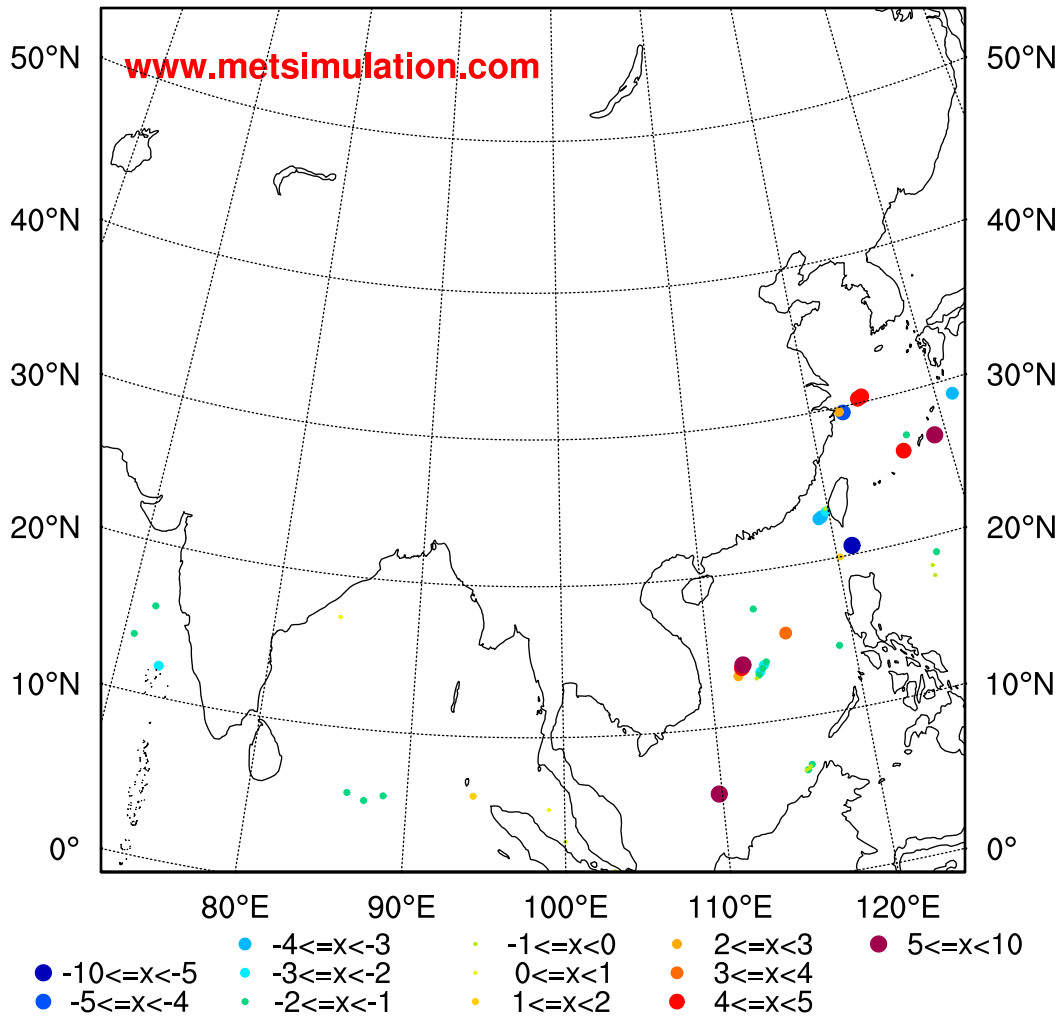 www.metsimulation.com
50°N 50°N
40°N 40°N
30°N 30°N
20°N 20°N
10°N 10°N
0° 0°
80°E 90°E 100°E 110°E 120°E
-4<=x<-3 -1<=x<0 2<=x<3 5<=x<10
-10<=x<-5 -3<=x<-2 0<=x<1 3<=x<4
-5<=x<-4 -2<=x<-1 1<=x<2 4<=x<5